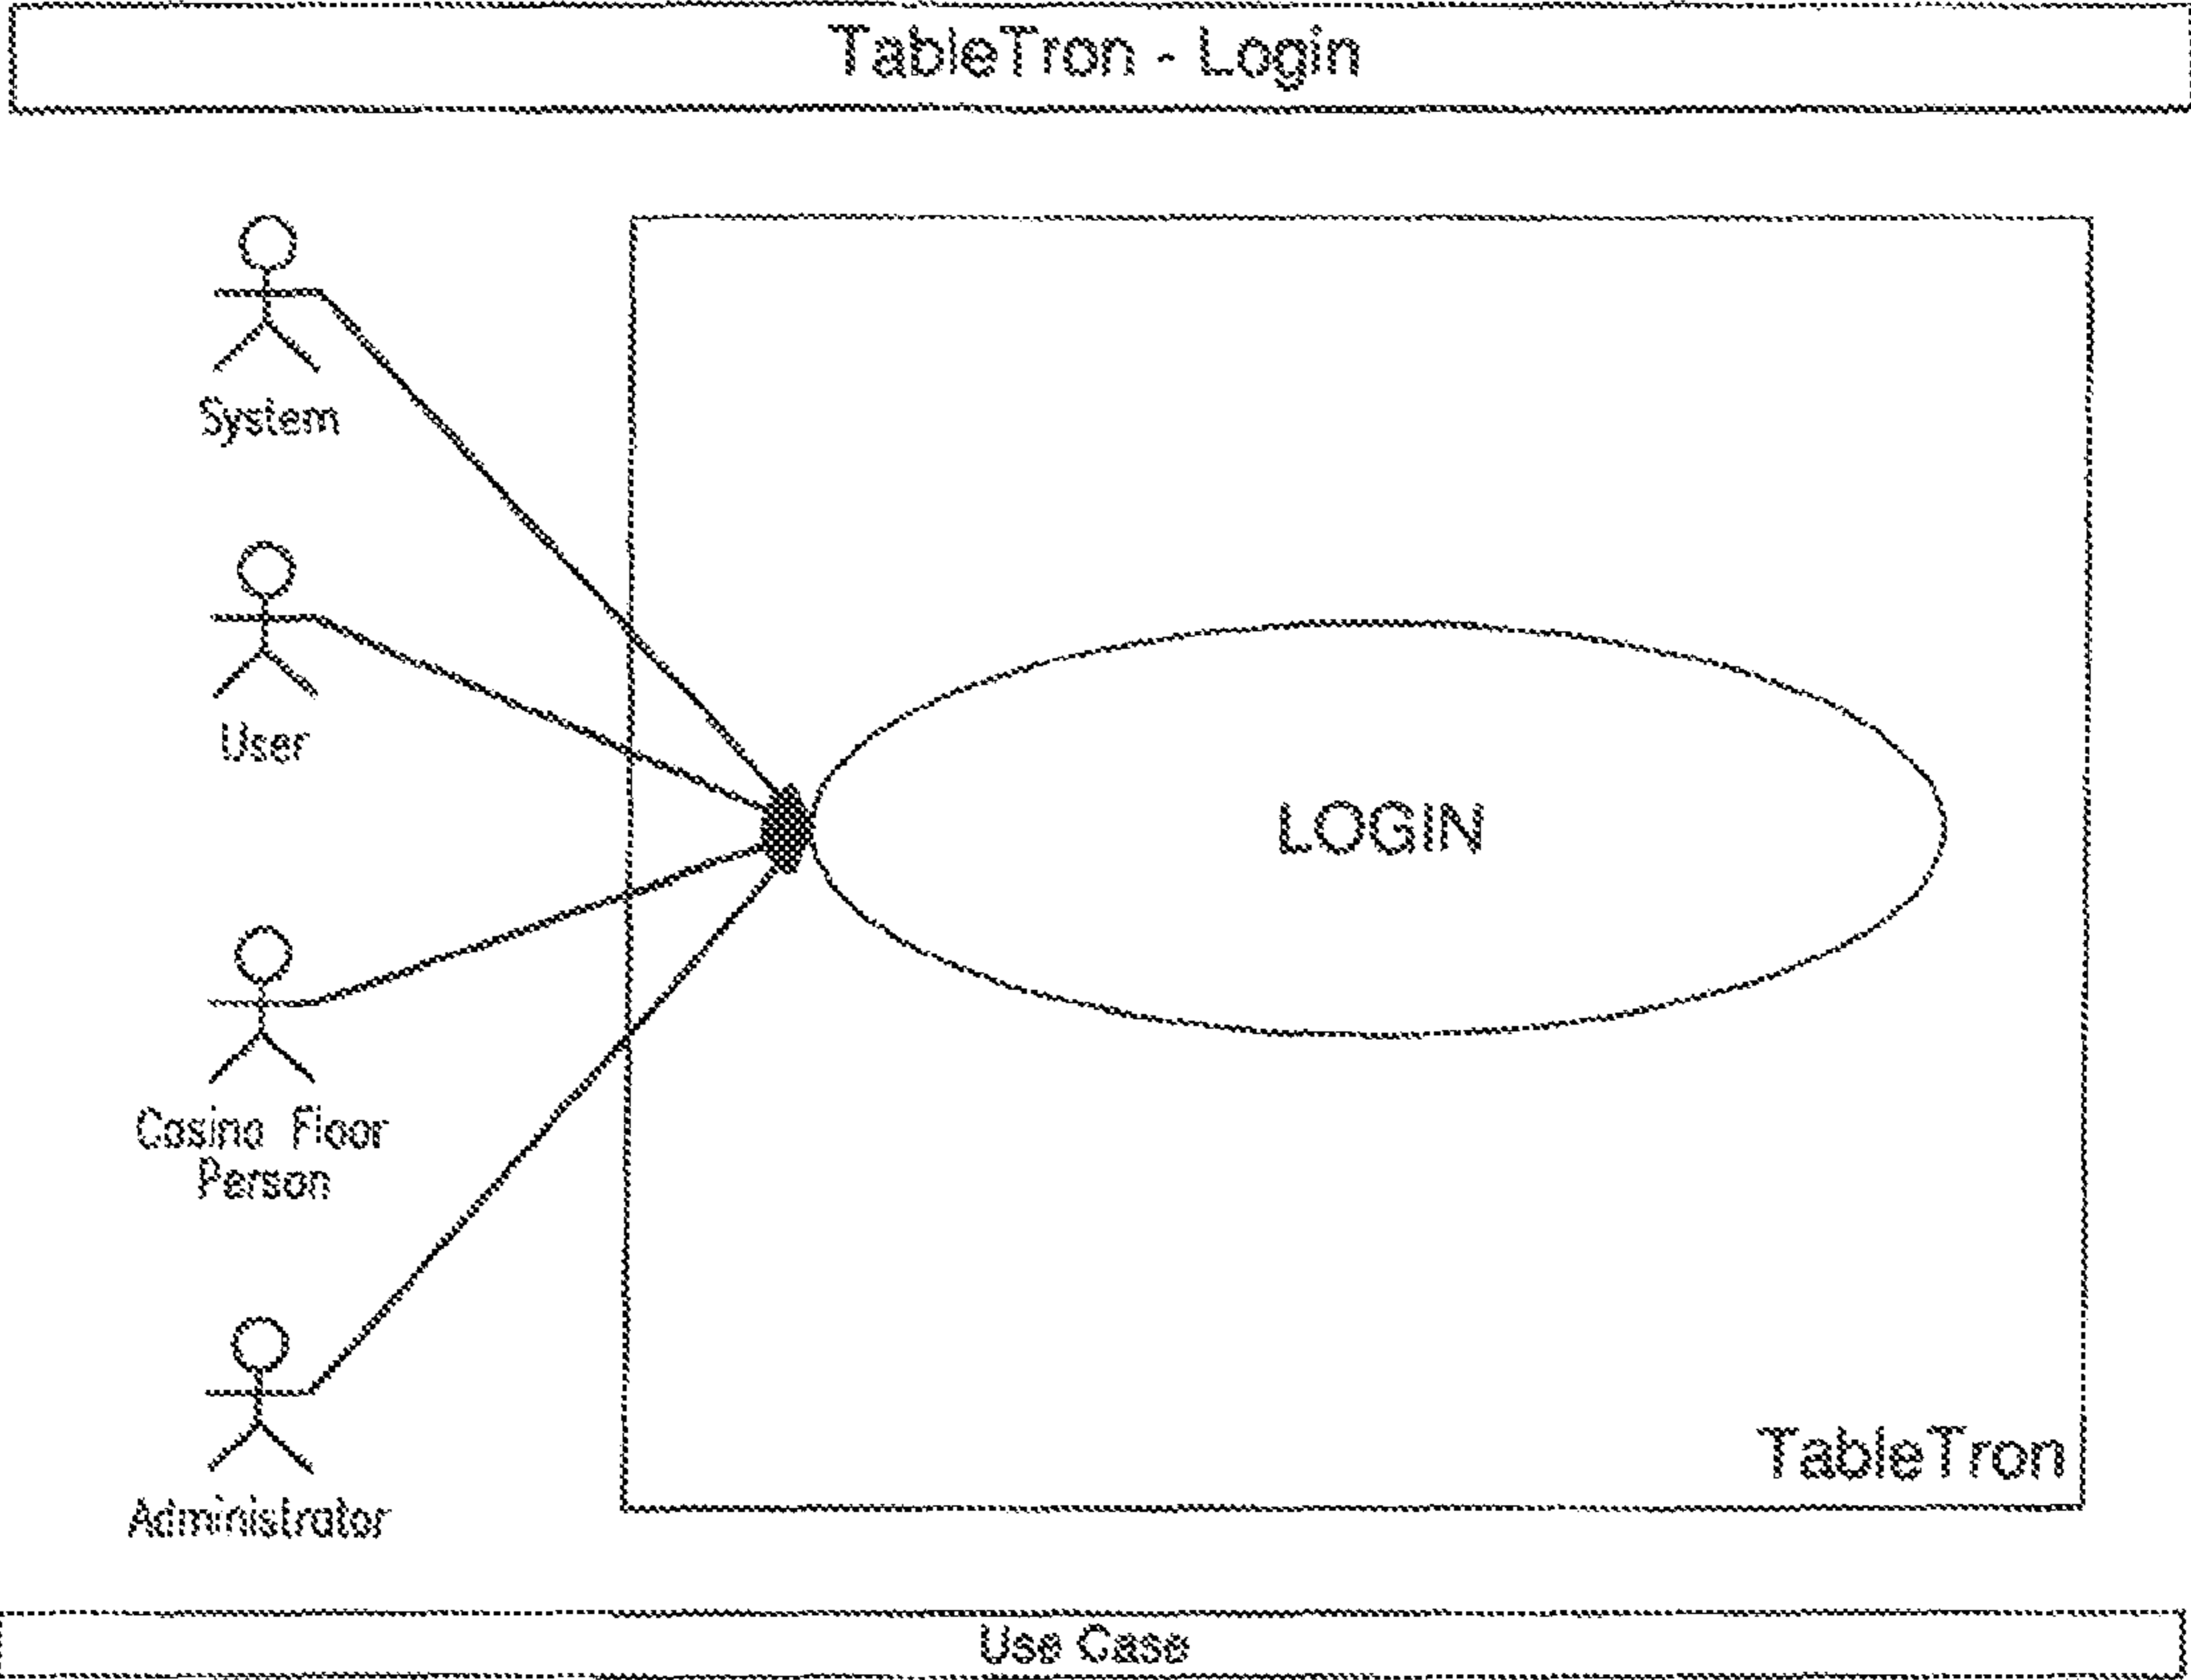 TableTron - Login
System
User
LOGIN
Casino Floor
Person
Administrator
TableTron
Use Case